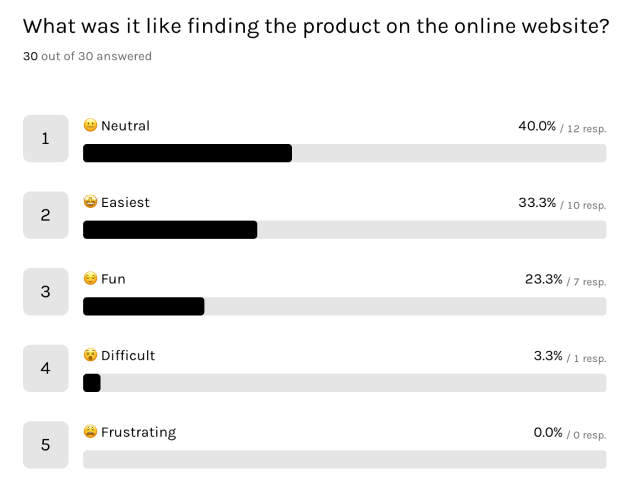 What was it like finding the product on the online website?
30 out of 30 answered
1
😐 Neutral
40.0% / 12 resp.
2
🤩 Easiest
33.3% / 10 resp.
3
😌 Fun
23.3% / 7 resp.
4
😵 Difficult
3.3% / 1 resp.
5
😩 Frustrating
0.0% / 0 resp.